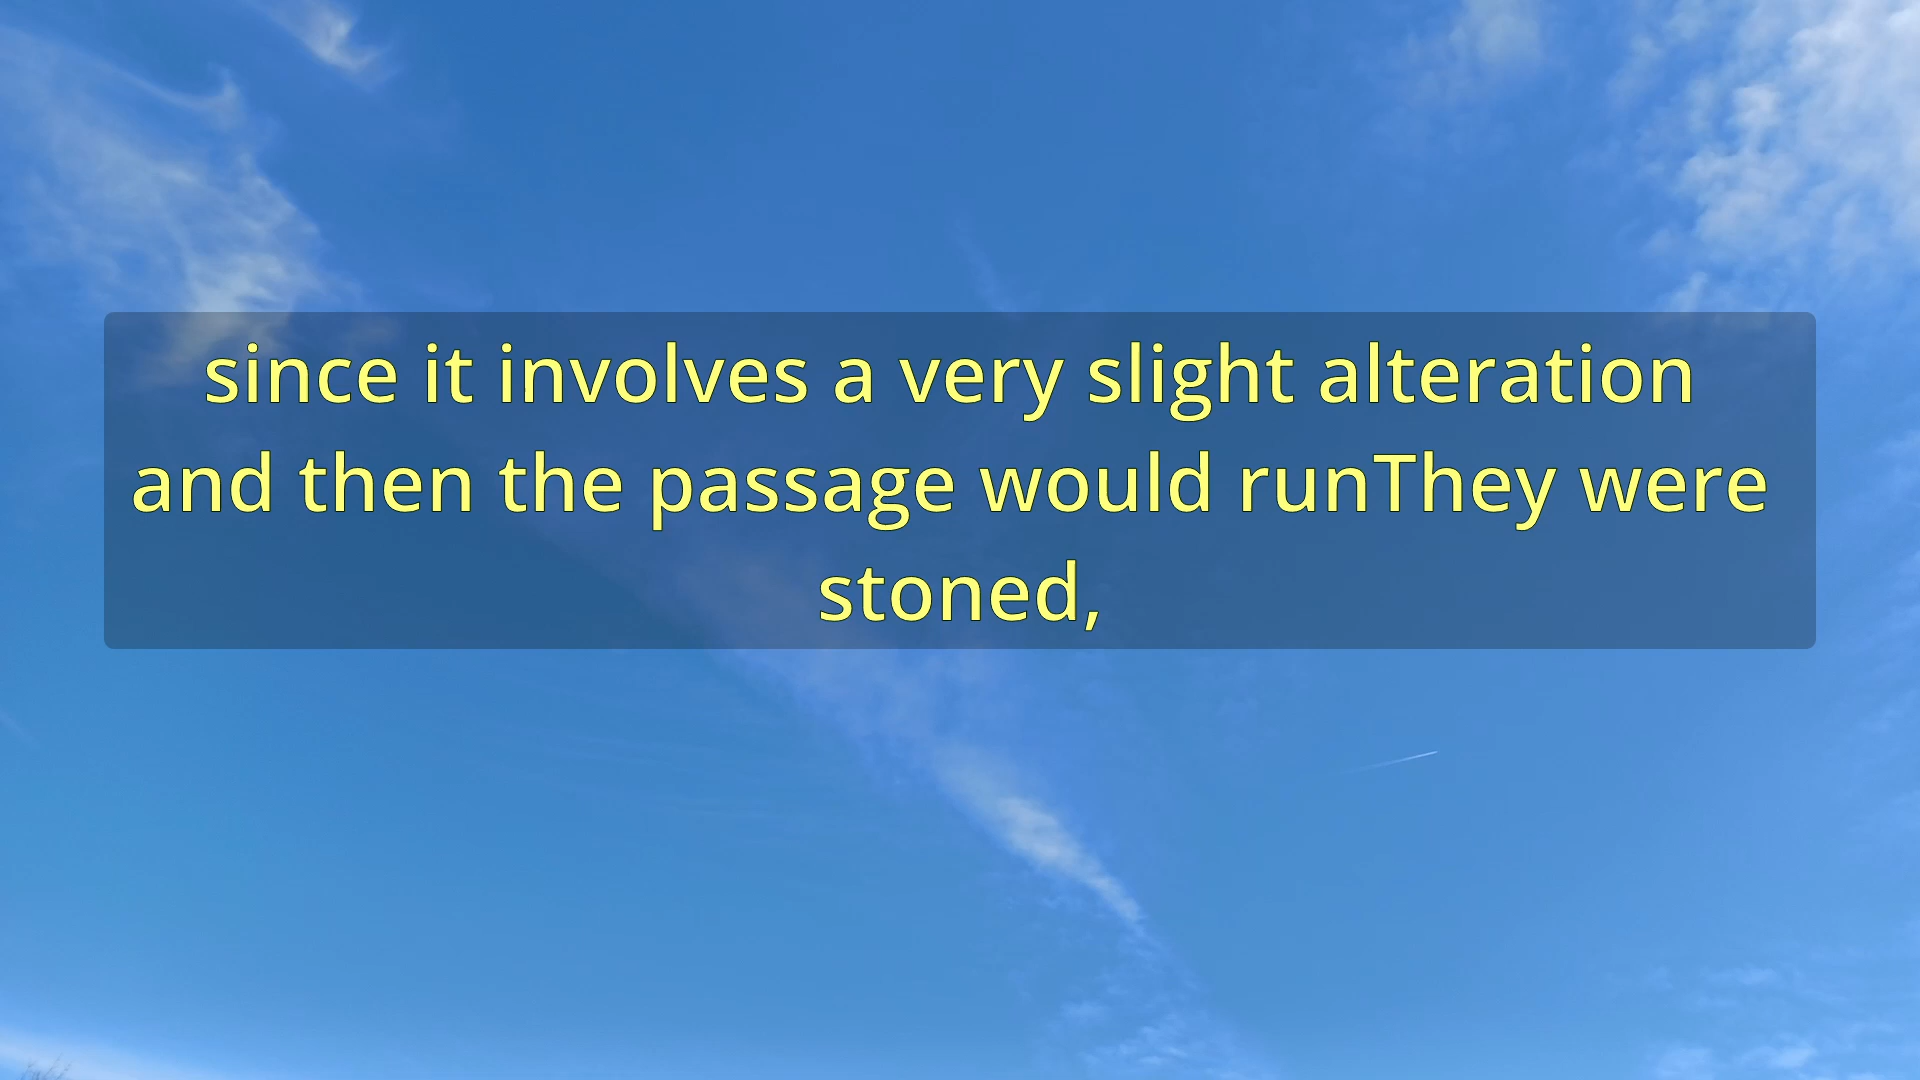 since it involves a very slight alteration
and then the passage would runThey were
stoned,